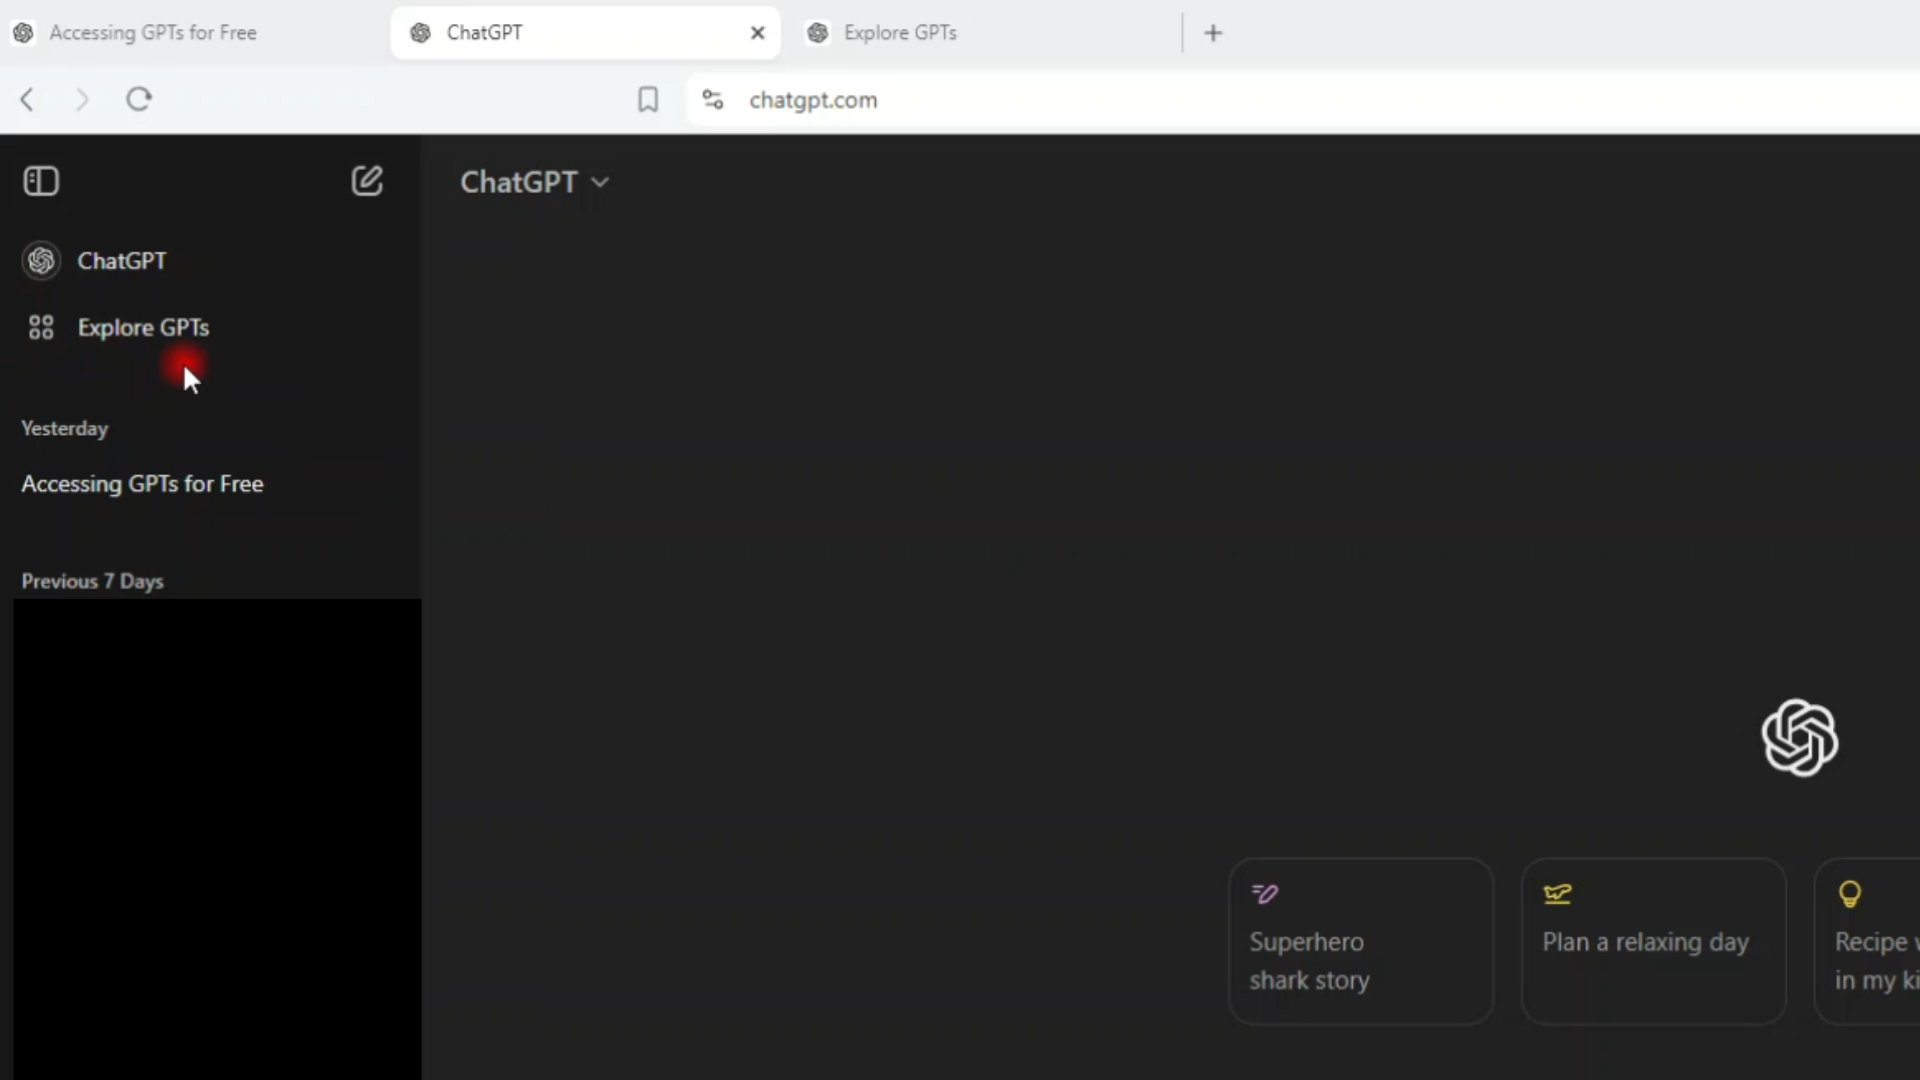 Accessing GPTs for Free
ChatGPT
Explore GPTs
chatgpt.com
ChatGPT
ChatGPT
Explore GPTs
Yesterday
Accessing GPTs for Free
Previous 7 Days
Superhero
shark story
Plan a relaxing day
Recipe
in my